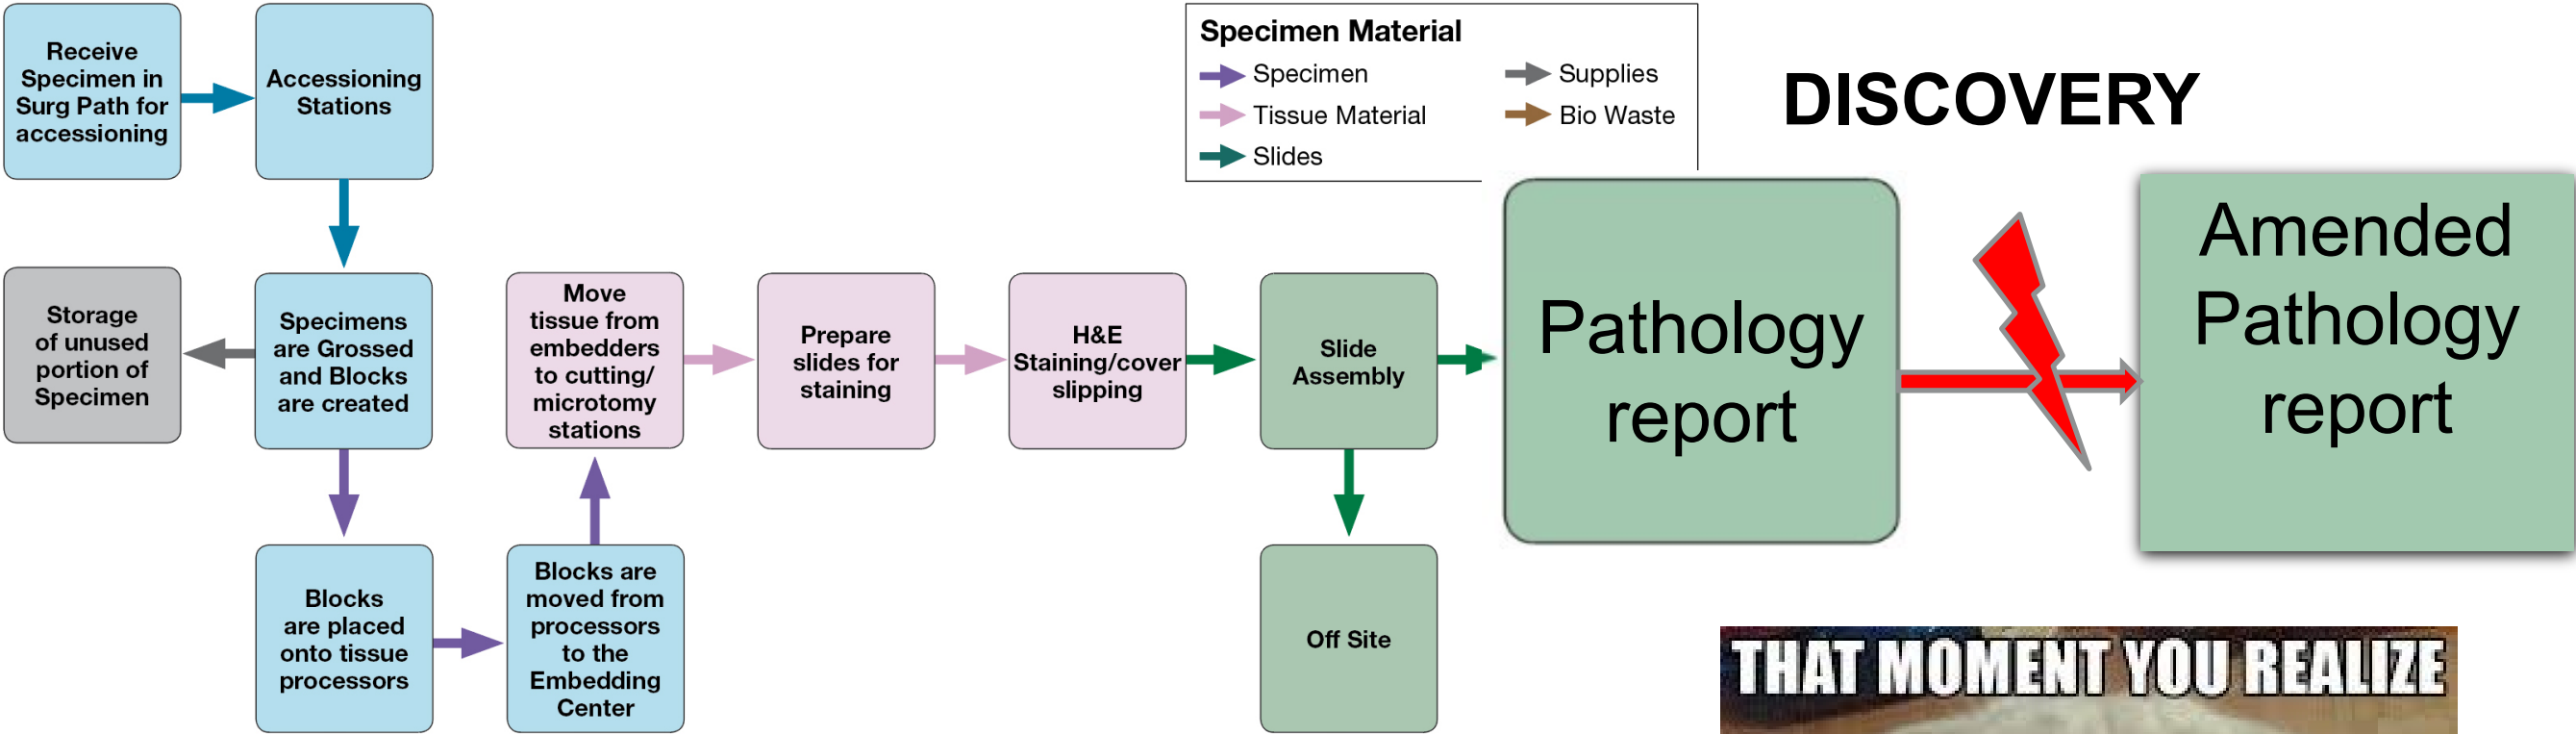 Receive
Specimen in
Surg Path for
accessioning
Accessioning
Stations
Specimen Material
Specimen
Tissue Material
Slides
Supplies
Bio Waste
DISCOVERY
Storage
of unused
portion of
Specimen
Specimens
are Grossed
and Blocks
are created
Move
tissue from
embedders
to cutting/
microtomy
stations
Prepare
slides for
staining
H&E
Staining/cover
slipping
Slide
Assembly
Pathology
report
Amended
Pathology
report
Blocks
are placed
onto tissue
processors
Blocks are
moved from
processors
to the
Embedding
Center
Off Site
THAT MOMENT YOU REALIZE